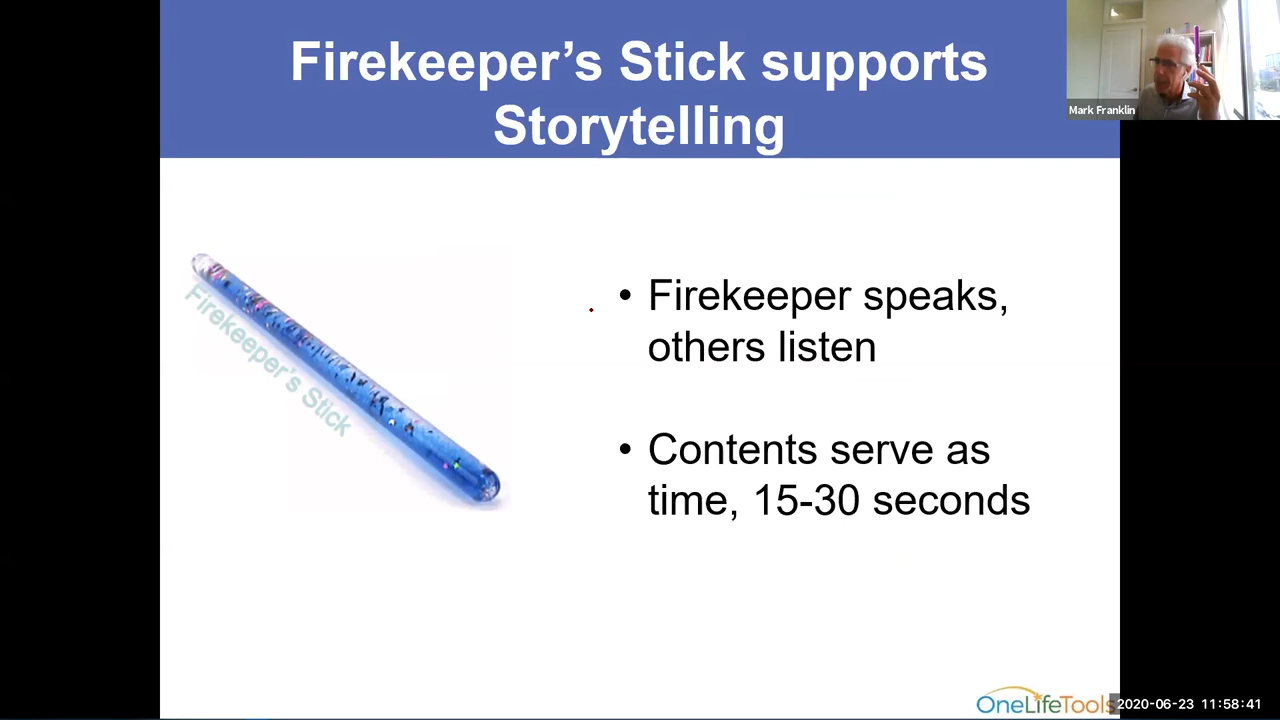 Firekeeper’s Stick supports
Storytelling
Mark Franklin
Firekeeper’s Stick
• Firekeeper speaks,
others listen
• Contents serve as
time, 15-30 seconds
OneLifeTools
2020-06-23 11:58:41